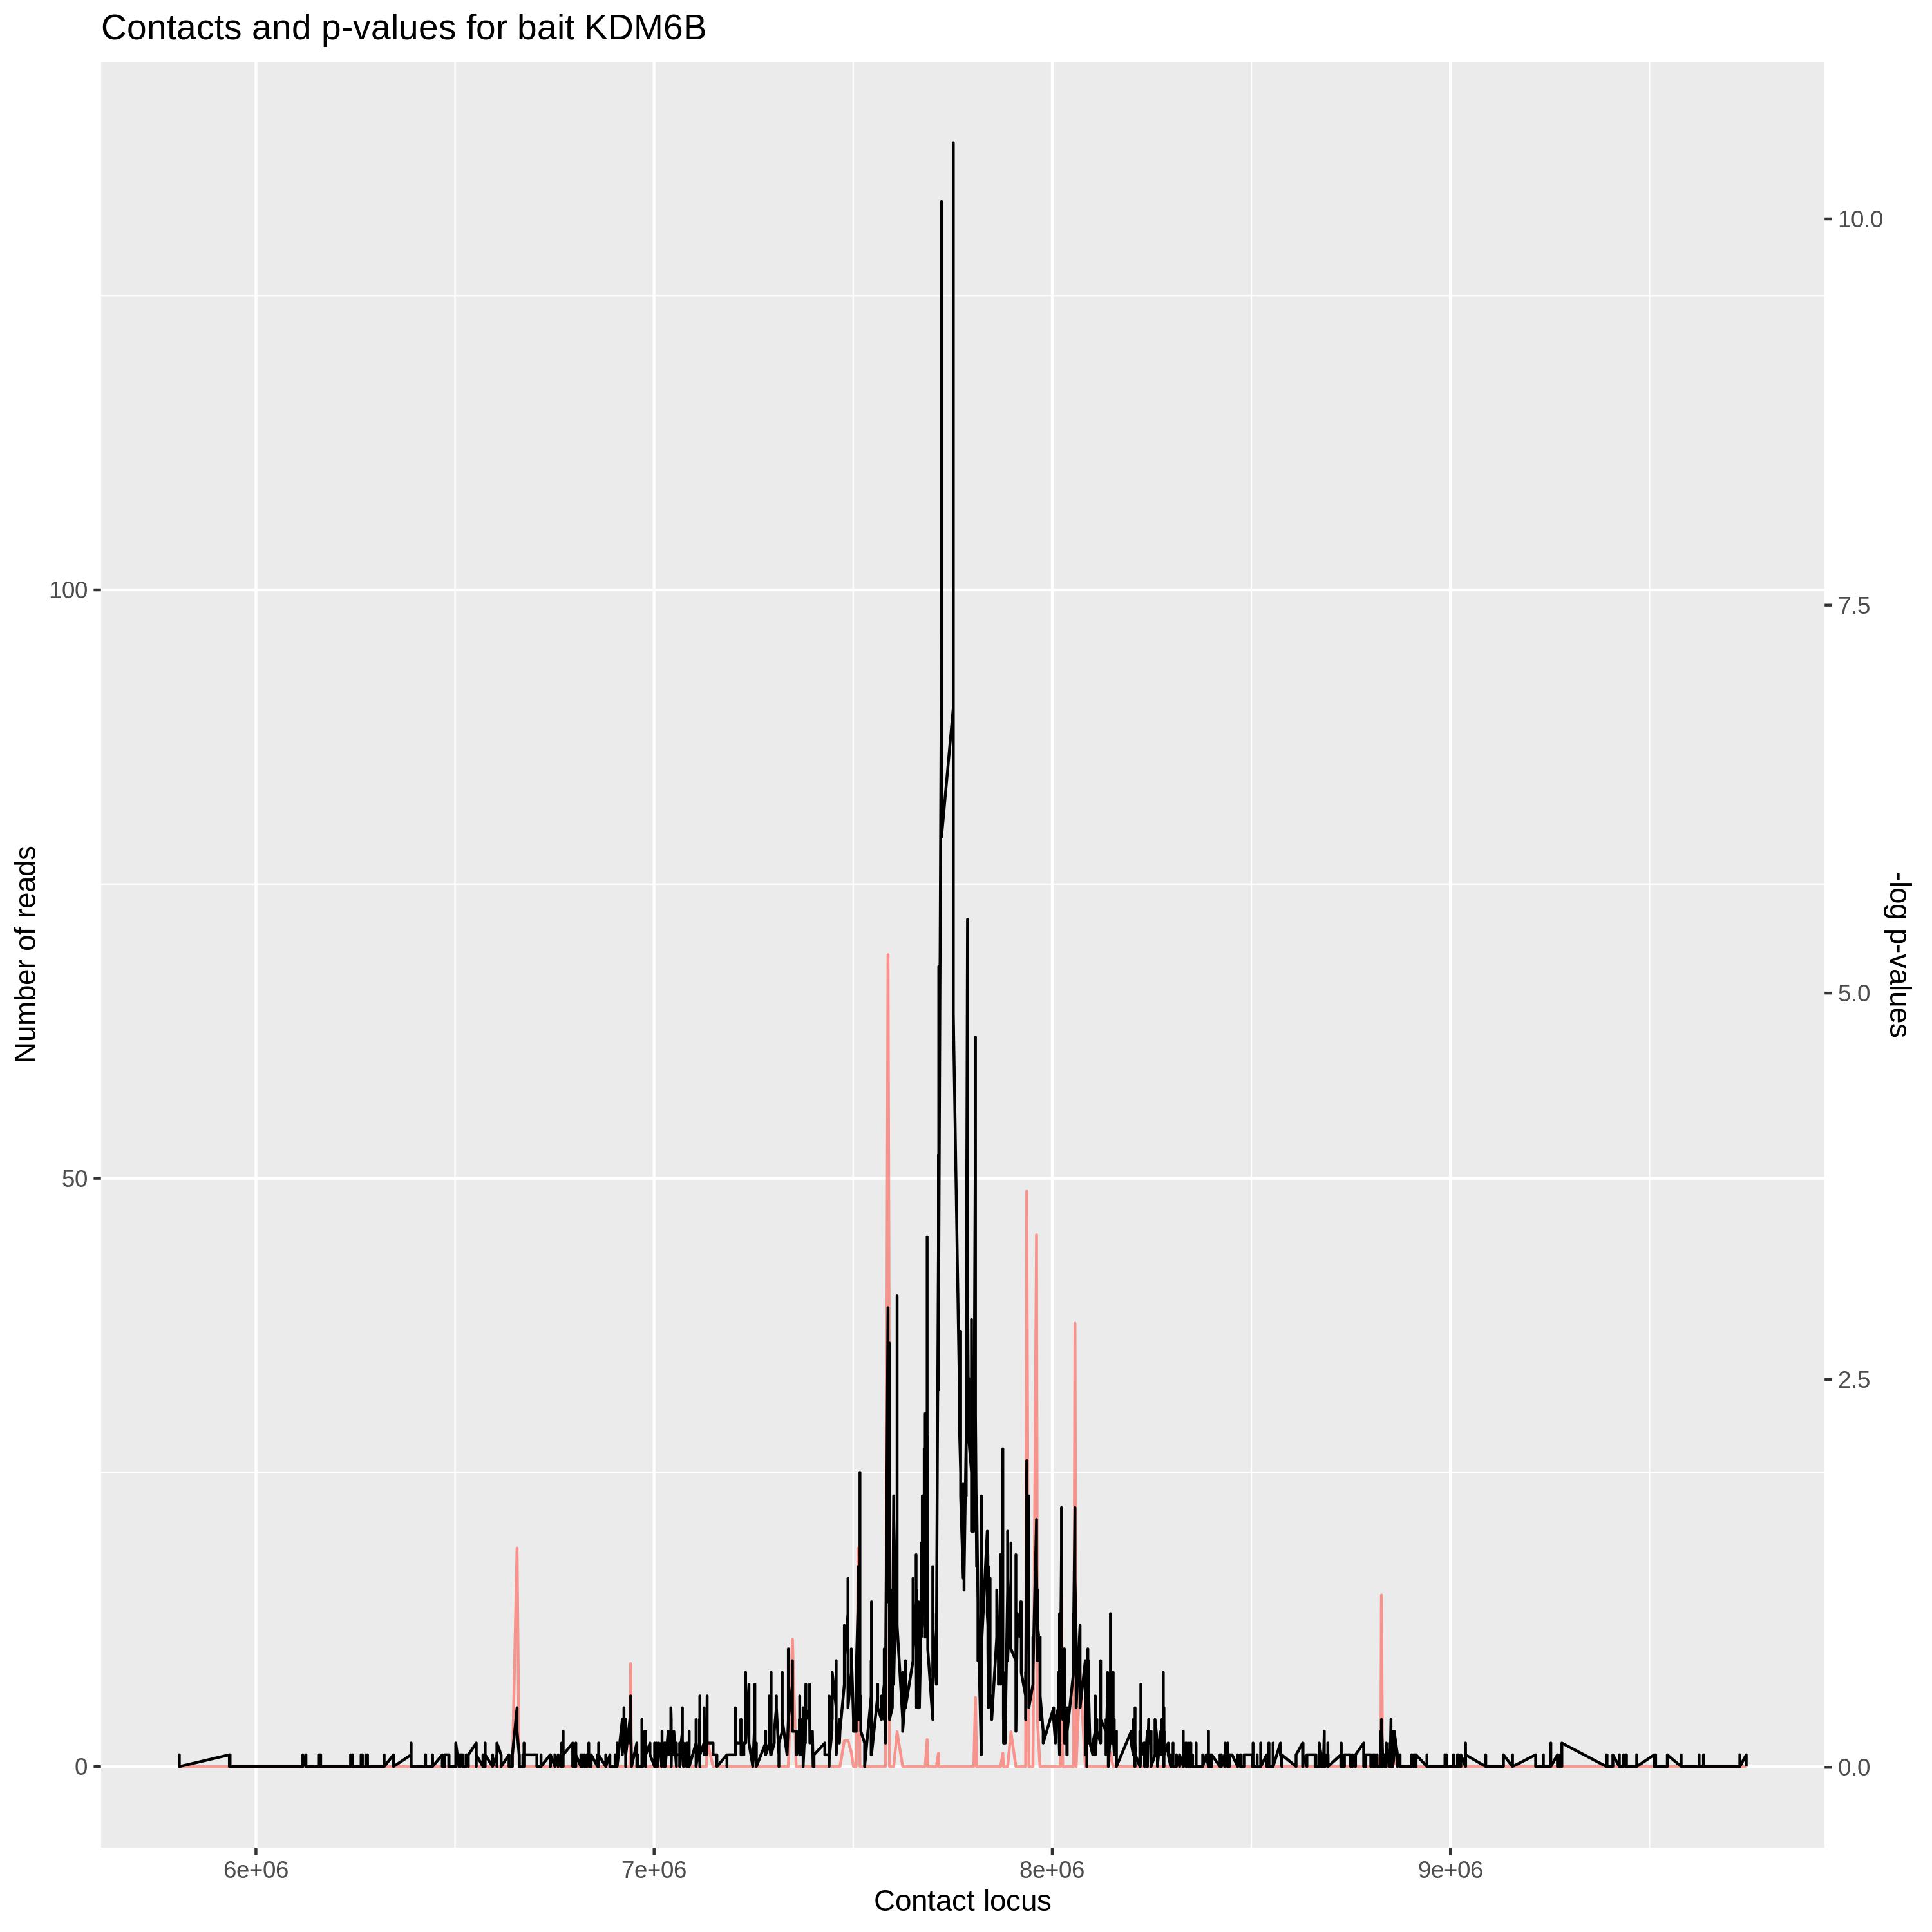 Contacts and p-values for bait KDM6B
Number of reads
100
50
0
10.0
7.5
5.0
2.5
0.0
-log p-values
6e+06
7e+06
8e+06
9e+06
Contact locus